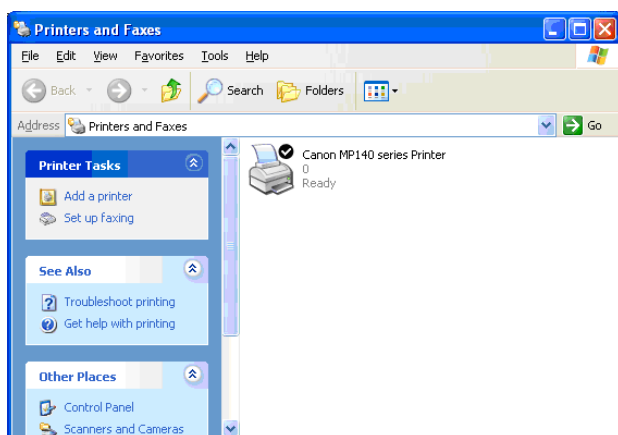 Printers and Faxes
File Edit View Favorites Tools Help
Back Search Folders
Address Printers and Faxes Go
Printer Tasks
Add a printer
Set up faxing
See Also
Troubleshoot printing
Get help with printing
Other Places
Control Panel
Scanners and Cameras
Canon MP140 series Printer
0
Ready